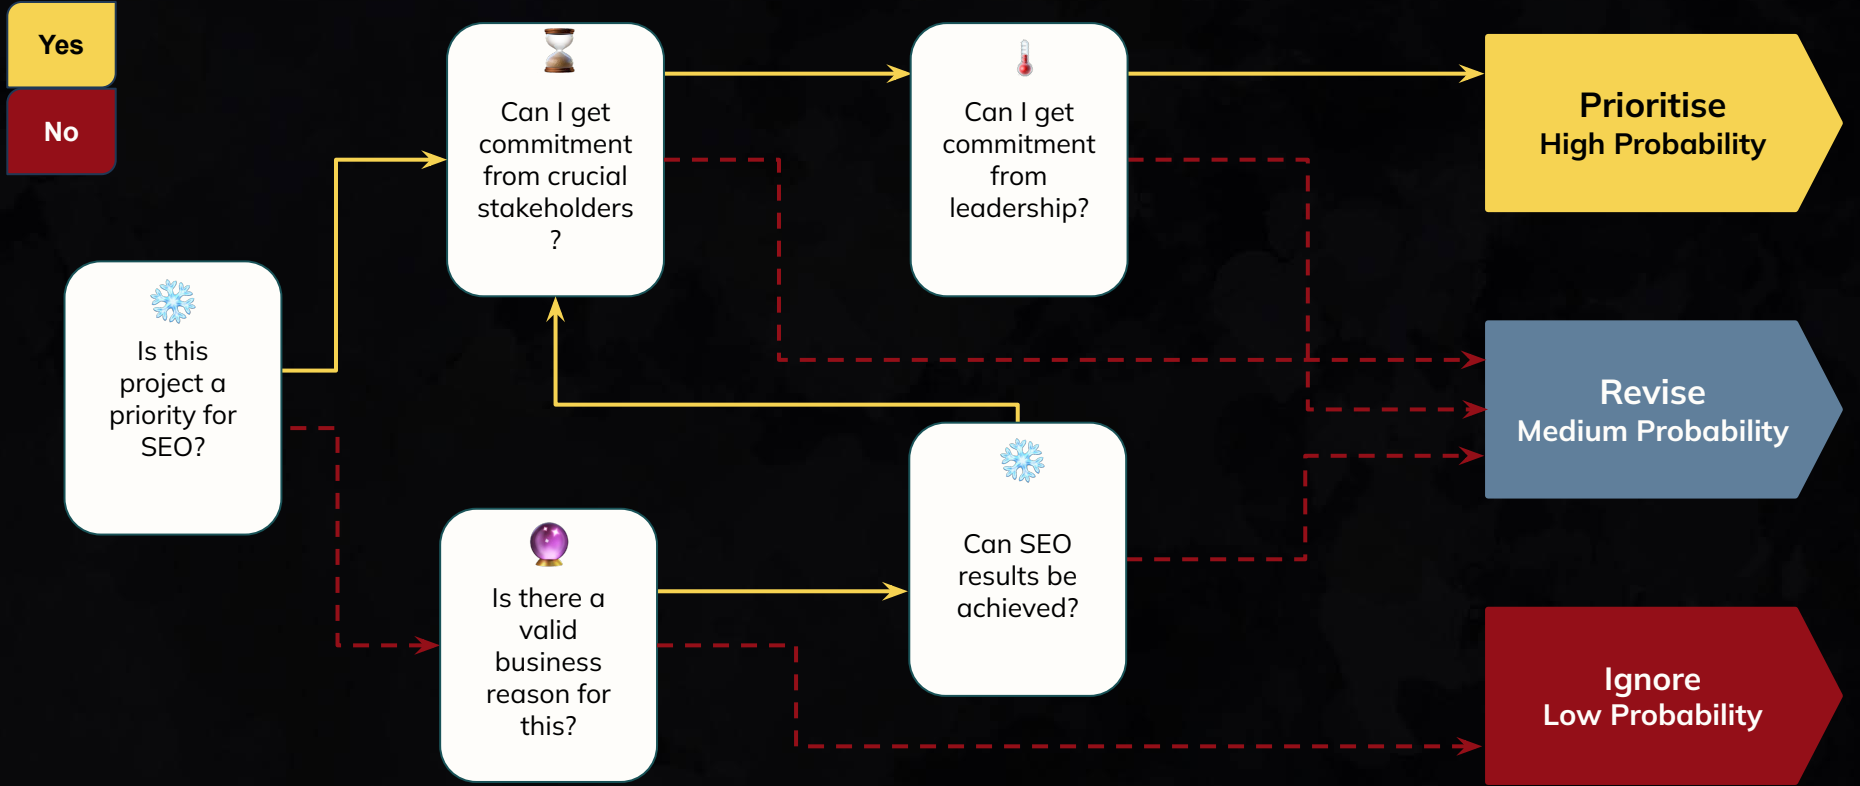 Yes
No
Can I get
commitment
from crucial
stakeholders
?
Can I get
commitment
from
leadership?
Prioritise
High Probability
Is this
project a
priority for
SEO?
Revise
Medium Probability
Is there a
valid
business
reason for
this?
Can SEO
results be
achieved?
Ignore
Low Probability